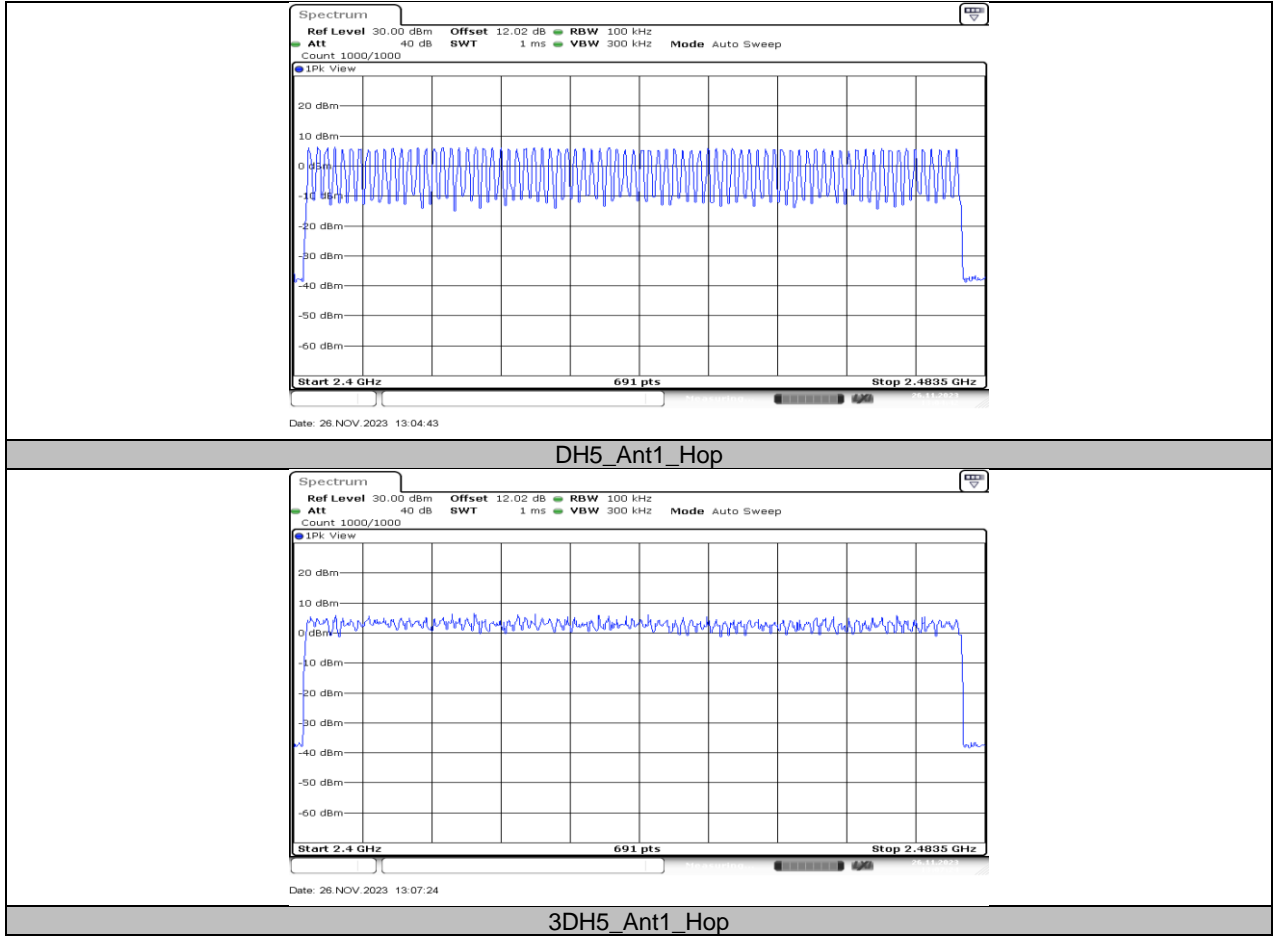 Spectrum
Ref Level 30.00 dBm Offset 12.02 dB RBW 100 kHz
Att 40 dB SWT 1 ms VBW 300 kHz Mode Auto Sweep
Count 1000/1000
1Pk View
20 dBm
10 dBm
0 dBm
-10 dBm
-20 dBm
-30 dBm
-40 dBm
-50 dBm
-60 dBm
Start 2.4 GHz 691 pts Stop 2.4835 GHz
Date: 26.NOV.2023 13:04:43
DH5_Ant1_Hop
Spectrum
Ref Level 30.00 dBm Offset 12.02 dB RBW 100 kHz
Att 40 dB SWT 1 ms VBW 300 kHz Mode Auto Sweep
Count 1000/1000
1Pk View
20 dBm
10 dBm
0 dBm
-10 dBm
-20 dBm
-30 dBm
-40 dBm
-50 dBm
-60 dBm
Start 2.4 GHz 691 pts Stop 2.4835 GHz
Date: 26.NOV.2023 13:07:24
3DH5_Ant1_Hop